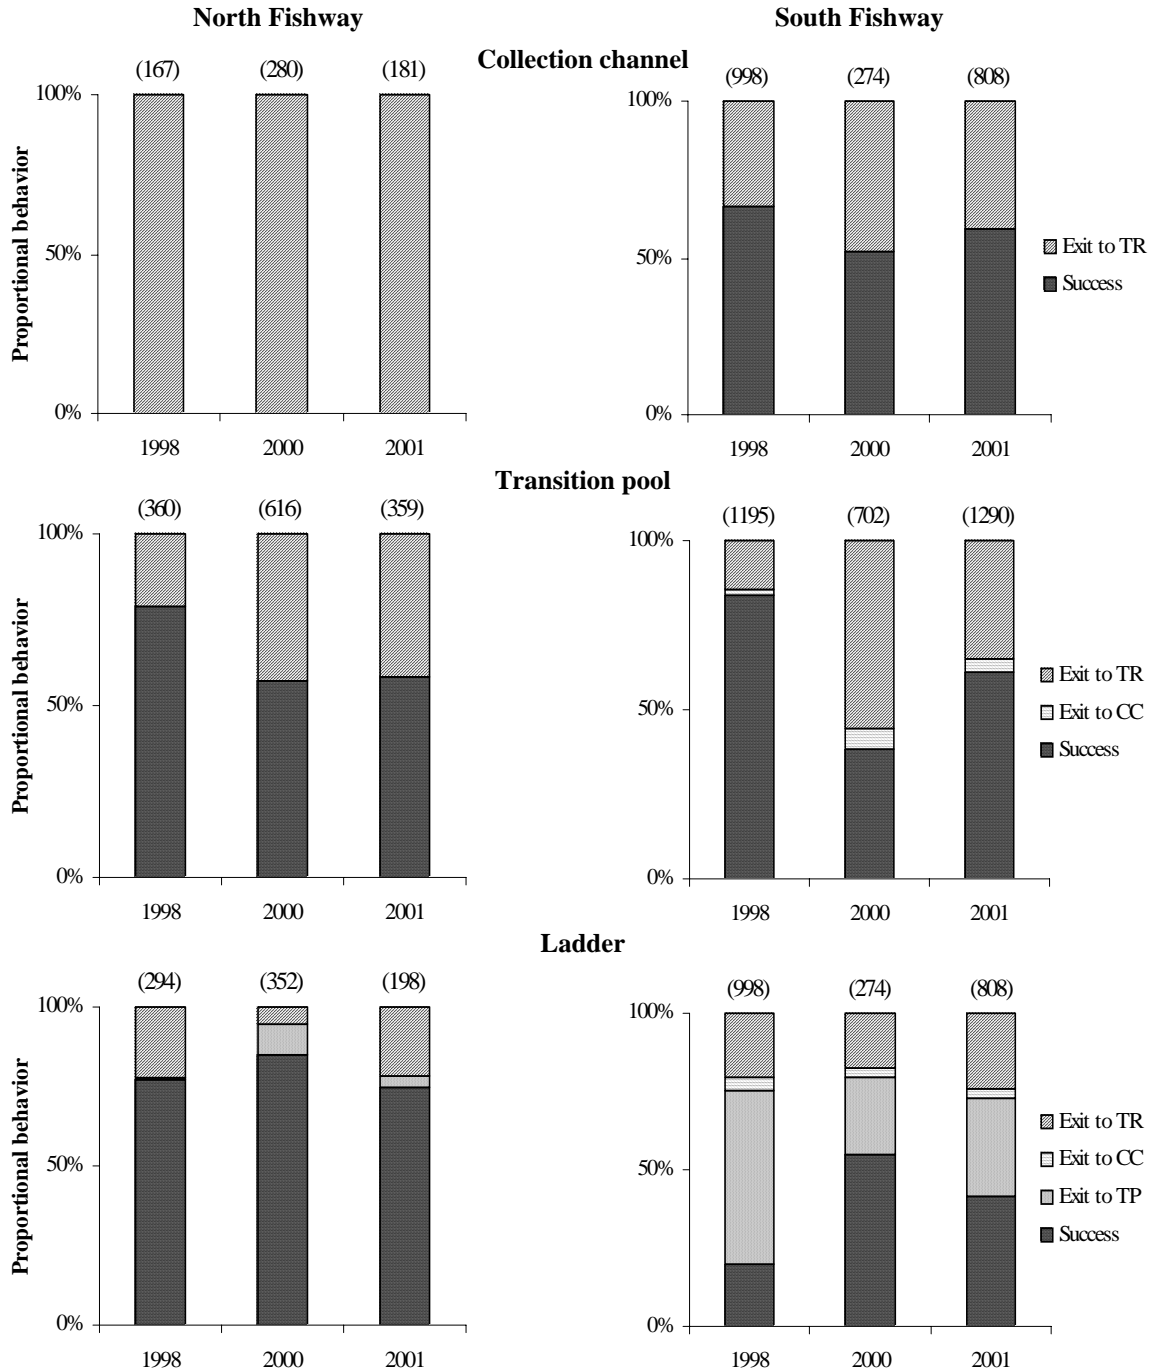 North Fishway
South Fishway
Collection channel
(167) (280) (181)
(998) (274) (808)
Proportional behavior
100%
50%
0%
1998 2000 2001
100%
50%
0%
1998 2000 2001
Exit to TR
Success
Transition pool
(360) (616) (359)
(1195) (702) (1290)
Proportional behavior
100%
50%
0%
1998 2000 2001
100%
50%
0%
1998 2000 2001
Exit to TR
Exit to CC
Success
Ladder
(294) (352) (198)
(998) (274) (808)
Proportional behavior
100%
50%
0%
1998 2000 2001
100%
50%
0%
1998 2000 2001
Exit to TR
Exit to CC
Exit to TP
Success